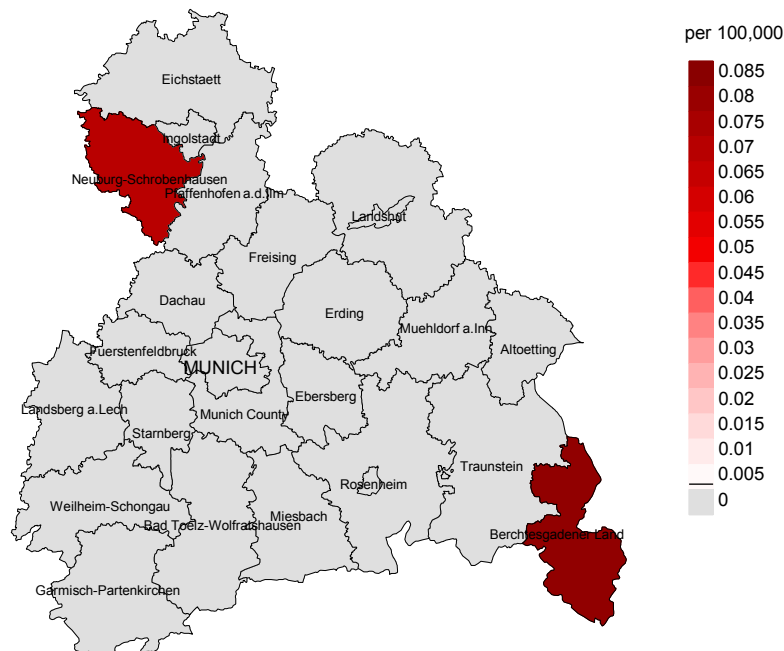 per 100,000
0.085
0.08
0.075
0.07
0.065
0.06
0.055
0.05
0.045
0.04
0.035
0.03
0.025
0.02
0.015
0.01
0.005
0
Eichstaett
Ingolstadt
Neuburg-Schrobenhausen
Pfaffenhofen a.d.Ilm
Landshut
Freising
Dachau
Erding
Muehldorf a.Inn
Altoetting
Fuerstenfeldbruck
MUNICH
Ebersberg
Landsberg a.Lech
Munich County
Starnberg
Traunstein
Rosenheim
Weilheim-Schongau
Miesbach
Bad Toelz-Wolfratshausen
Berchtesgadener Land
Garmisch-Partenkirchen